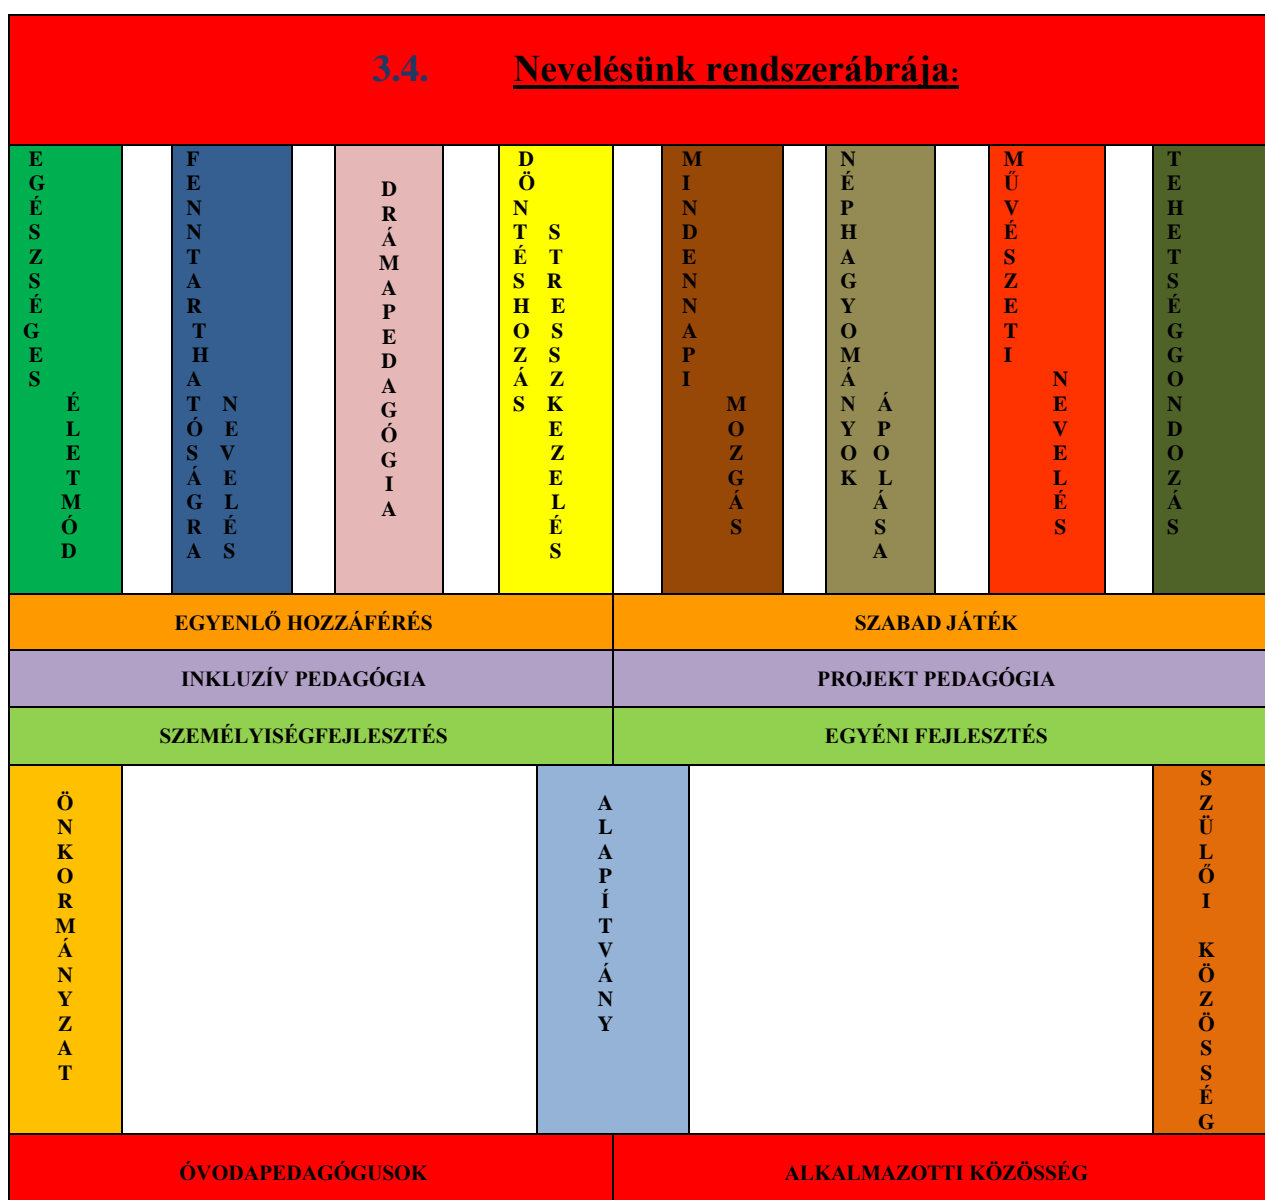 3.4. Nevelésünk rendszerábrája:
EGÉSZSÉGES
ÉLETMÓD
FENNTARTHATÓSÁGRA
NEVELÉS
DRÁMAPEDAGÓGIA
DÖNTÉSHOZÁS
STRESSZKEZELÉS
MINDENNAPI
MOZGÁS
NÉPHAGYOMÁNYOK
ÁPOLÁSA
MŰVÉSZETI
NEVELÉS
TEHETSÉGGONDOZÁS
EGYENLŐ HOZZÁFÉRÉS
SZABAD JÁTÉK
INKLUZÍV PEDAGÓGIA
PROJEKT PEDAGÓGIA
SZEMÉLYISÉGFEJLESZTÉS
EGYÉNI FEJLESZTÉS
ÖNKORMÁNYZAT
ALAPÍTVÁNY
SZÜLŐI KÖZÖSSÉG
ÓVODAPEDAGÓGUSOK
ALKALMAZOTTI KÖZÖSSÉG